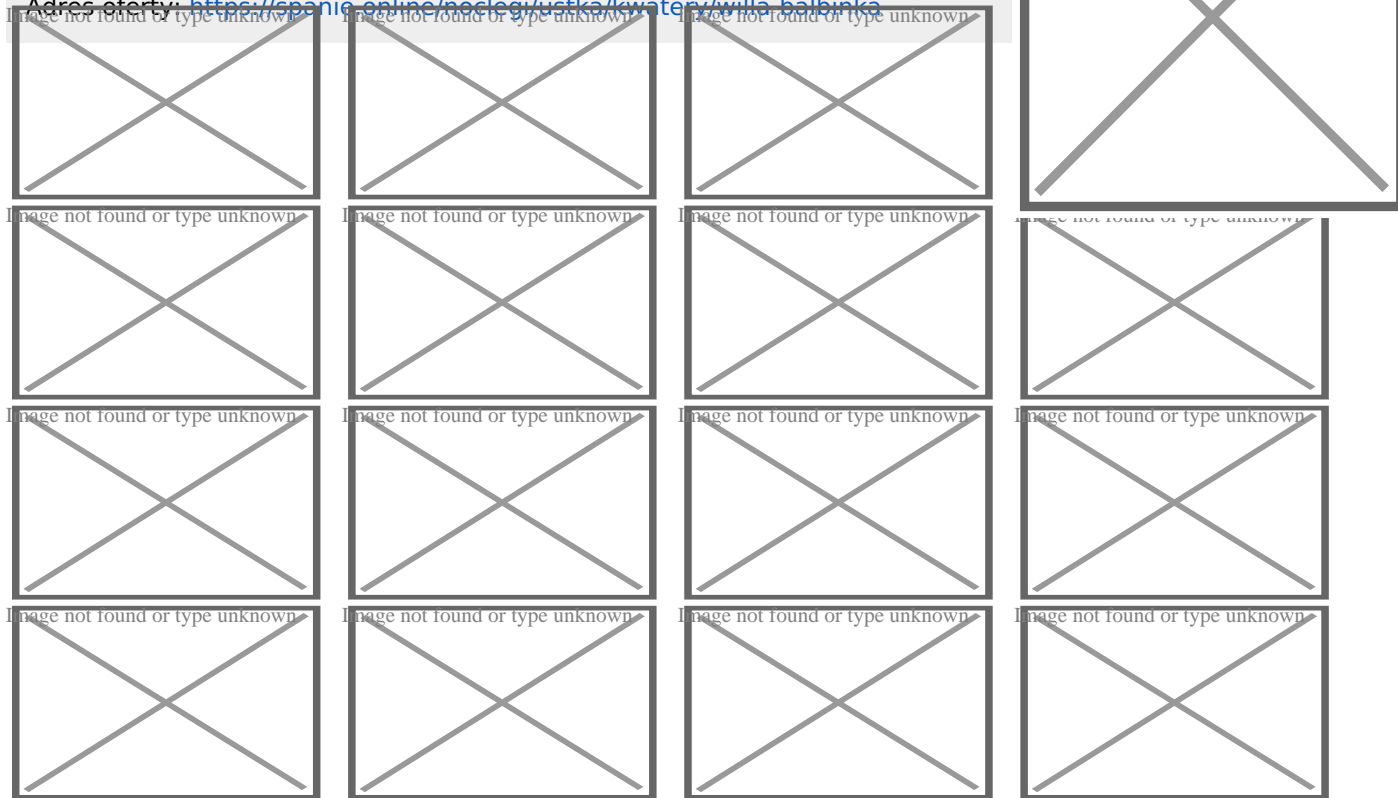 Adres oferty: https://spanie.online/noclegi/ustka/kwatery/willa-balbinka
Image not found or type unknown Image not found or type unknown Image not found or type unknown
Image not found or type unknown Image not found or type unknown Image not found or type unknown Image not found or type unknown
Image not found or type unknown Image not found or type unknown Image not found or type unknown Image not found or type unknown
Image not found or type unknown Image not found or type unknown Image not found or type unknown Image not found or type unknown